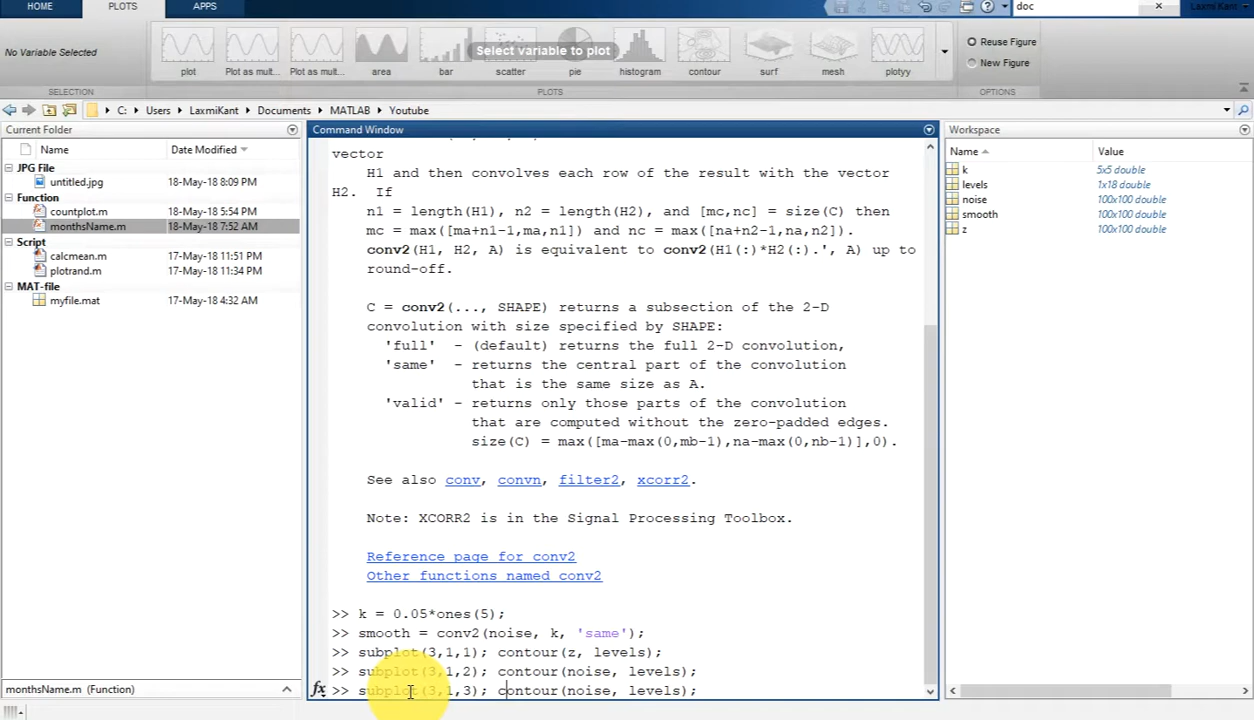 HOME PLOTS APPS doc Laxmi Kant
No Variable Selected
plot Plot as mult... Plot as mult... area bar scatter pie histogram contour surf mesh plotyy
Select variable to plot
Reuse Figure
New Figure
SELECTION PLOTS OPTIONS
C: Users LaxmiKant Documents MATLAB Youtube
Current Folder
Name Date Modified
JPG File
untitled.jpg 18-May-18 8:09 PM
Function
countplot.m 18-May-18 5:54 PM
monthsName.m 18-May-18 7:52 AM
Script
calcmean.m 17-May-18 11:51 PM
plotrand.m 17-May-18 11:34 PM
MAT-file
myfile.mat 17-May-18 4:32 AM
monthsName.m (Function)
Command Window
vector
H1 and then convolves each row of the result with the vector
H2. If
n1 = length(H1), n2 = length(H2), and [mc,nc] = size(C) then
mc = max([ma+n1-1,ma,n1]) and nc = max([na+n2-1,na,n2]).
conv2(H1, H2, A) is equivalent to conv2(H1(:)*H2(:).', A) up to
round-off.
C = conv2(..., SHAPE) returns a subsection of the 2-D
convolution with size specified by SHAPE:
'full' - (default) returns the full 2-D convolution,
'same' - returns the central part of the convolution
that is the same size as A.
'valid' - returns only those parts of the convolution
that are computed without the zero-padded edges.
size(C) = max([ma-max(0,mb-1),na-max(0,nb-1)],0).
See also conv, convn, filter2, xcorr2.
Note: XCORR2 is in the Signal Processing Toolbox.
Reference page for conv2
Other functions named conv2
>> k = 0.05*ones(5);
>> smooth = conv2(noise, k, 'same');
>> subplot(3,1,1); contour(z, levels);
>> subplot(3,1,2); contour(noise, levels);
fx >> subplot(3,1,3); contour(noise, levels);
Workspace
Name Value
k 5x5 double
levels 1x18 double
noise 100x100 double
smooth 100x100 double
z 100x100 double